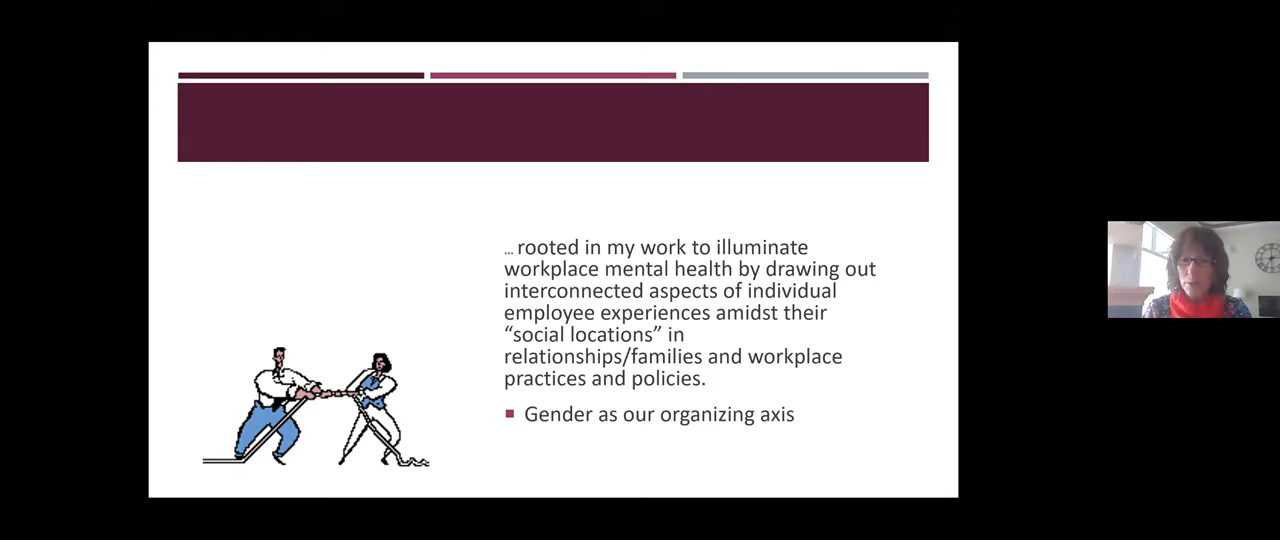 ... rooted in my work to illuminate
workplace mental health by drawing out
interconnected aspects of individual
employee experiences amidst their
“social locations” in
relationships/families and workplace
practices and policies.
Gender as our organizing axis